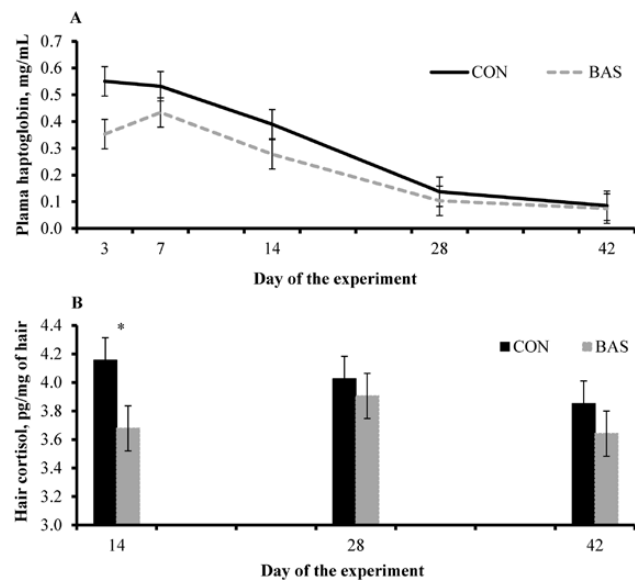 A
Plama haptoglobin, mg/mL
0.7
0.6
0.5
0.4
0.3
0.2
0.1
0.0
CON
BAS
3 7 14 28 42
Day of the experiment
B
Hair cortisol, pg/mg of hair
4.4
4.2
4.0
3.8
3.6
3.4
3.2
3.0
*
CON
BAS
14 28 42
Day of the experiment